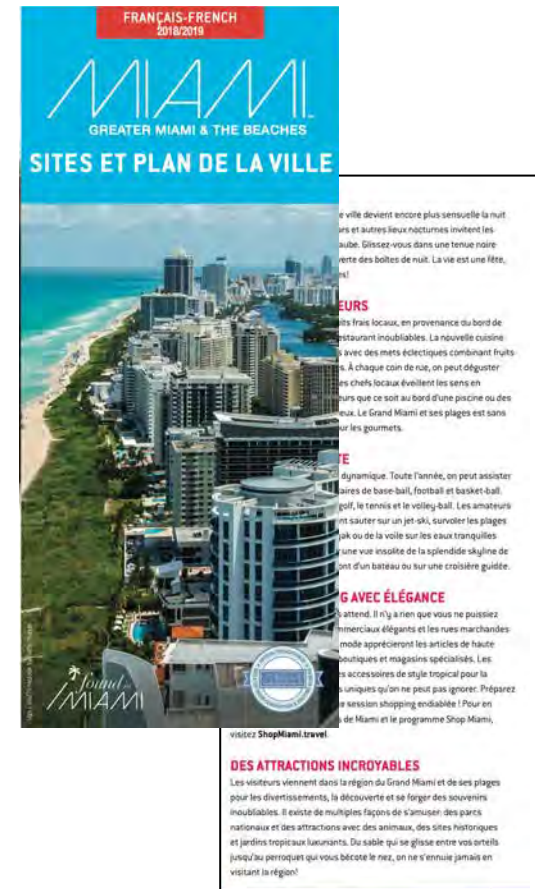 FRANÇAIS-FRENCH
2018/2019
MIAMI
GREATER MIAMI & THE BEACHES
SITES ET PLAN DE LA VILLE
found in
MIAMI
e ville devient encore plus sensuelle la nuit
rs et autres lieux nocturnes invitent les
aube. Glissez-vous dans une tenue noire
verte des boîtes de nuit. La vie est une fête,
es!
EURS
its frais locaux, en provenance du bord de
estaurant inoubliables. La nouvelle cuisine
s avec des mets éclectiques combinant fruits
s. À chaque coin de rue, on peut déguster
es chefs locaux éveillent les sens en
eurs que ce soit au bord d'une piscine ou des
eux. Le Grand Miami et ses plages est sans
ur les gourmets.
TE
dynamique. Toute l'année, on peut assister
aires de base-ball, football et basket-ball.
golf, le tennis et le volley-ball. Les amateurs
nt sauter sur un jet-ski, survoler les plages
jak ou de la voile sur les eaux tranquilles
r une vue insolite de la splendide skyline de
ont d'un bateau ou sur une croisière guidée.
G AVEC ÉLÉGANCE
s attend. Il n'y a rien que vous ne puissiez
mmerciaux élégants et les rues marchandes
mode apprécieront les articles de haute
boutiques et magasins spécialisés. Les
es accessoires de style tropical pour la
s uniques qu'on ne peut pas ignorer. Préparez
e session shopping endiablée ! Pour en
s de Miami et le programme Shop Miami,
visitez ShopMiami.travel.
DES ATTRACTIONS INCROYABLES
Les visiteurs viennent dans la région du Grand Miami et de ses plages
pour les divertissements, la découverte et se forger des souvenirs
inoubliables. Il existe de multiples façons de s'amuser: des parcs
nationaux et des attractions avec des animaux, des sites historiques
et jardins tropicaux luxuriants. Du sable qui se glisse entre vos orteils
jusqu'au perroquet qui vous bécote le nez, on ne s'ennuie jamais en
visitant la région!